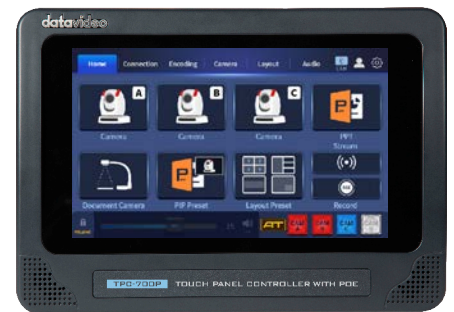 datavideo
Home Connection Encoding Camera Layout Audio
A B C
Camera Camera Camera PPT
Stream
Document Camera PIP Preset Layout Preset Record
TPC-700P TOUCH PANEL CONTROLLER WITH POE